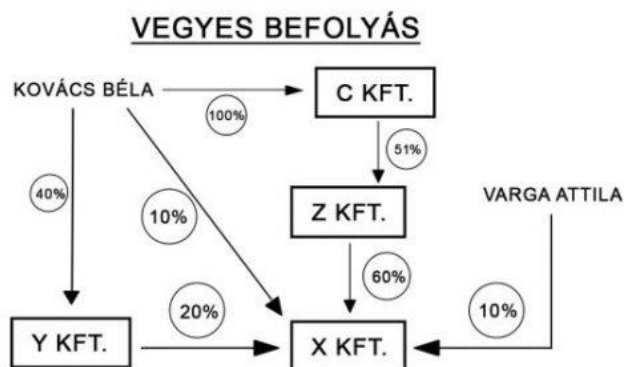 VEGYES BEFOLYÁS
KOVÁCS BÉLA
100%
C KFT.
51%
40%
10%
Z KFT.
VARGA ATTILA
60%
20%
10%
Y KFT.
X KFT.